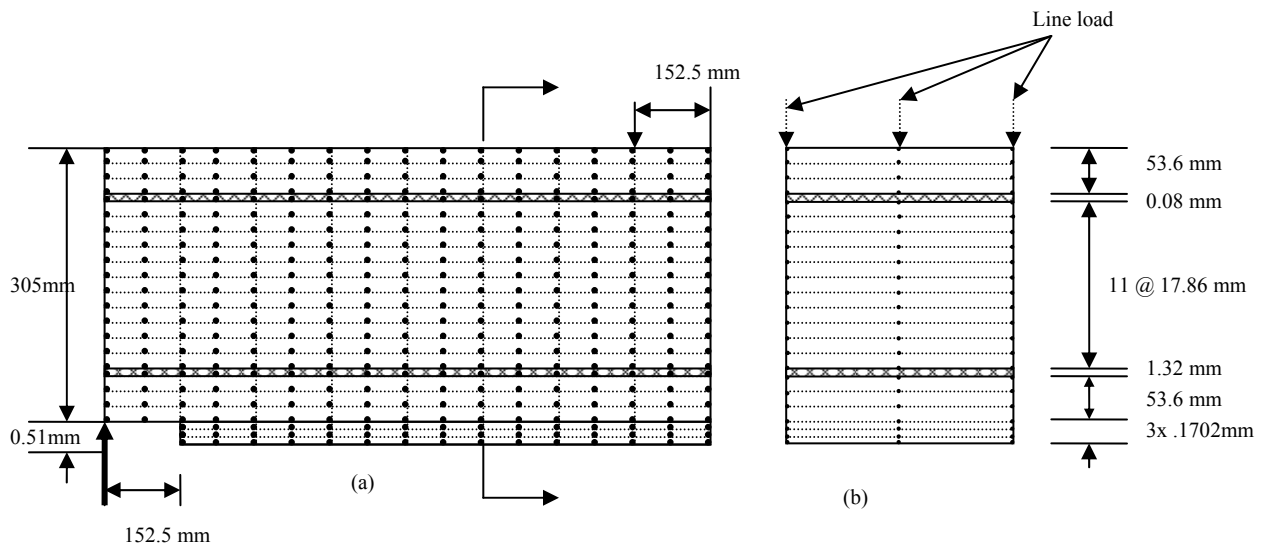 Line load
152.5 mm
53.6 mm
0.08 mm
305mm
11 @ 17.86 mm
1.32 mm
53.6 mm
0.51mm
3x .1702mm
(a)
(b)
152.5 mm